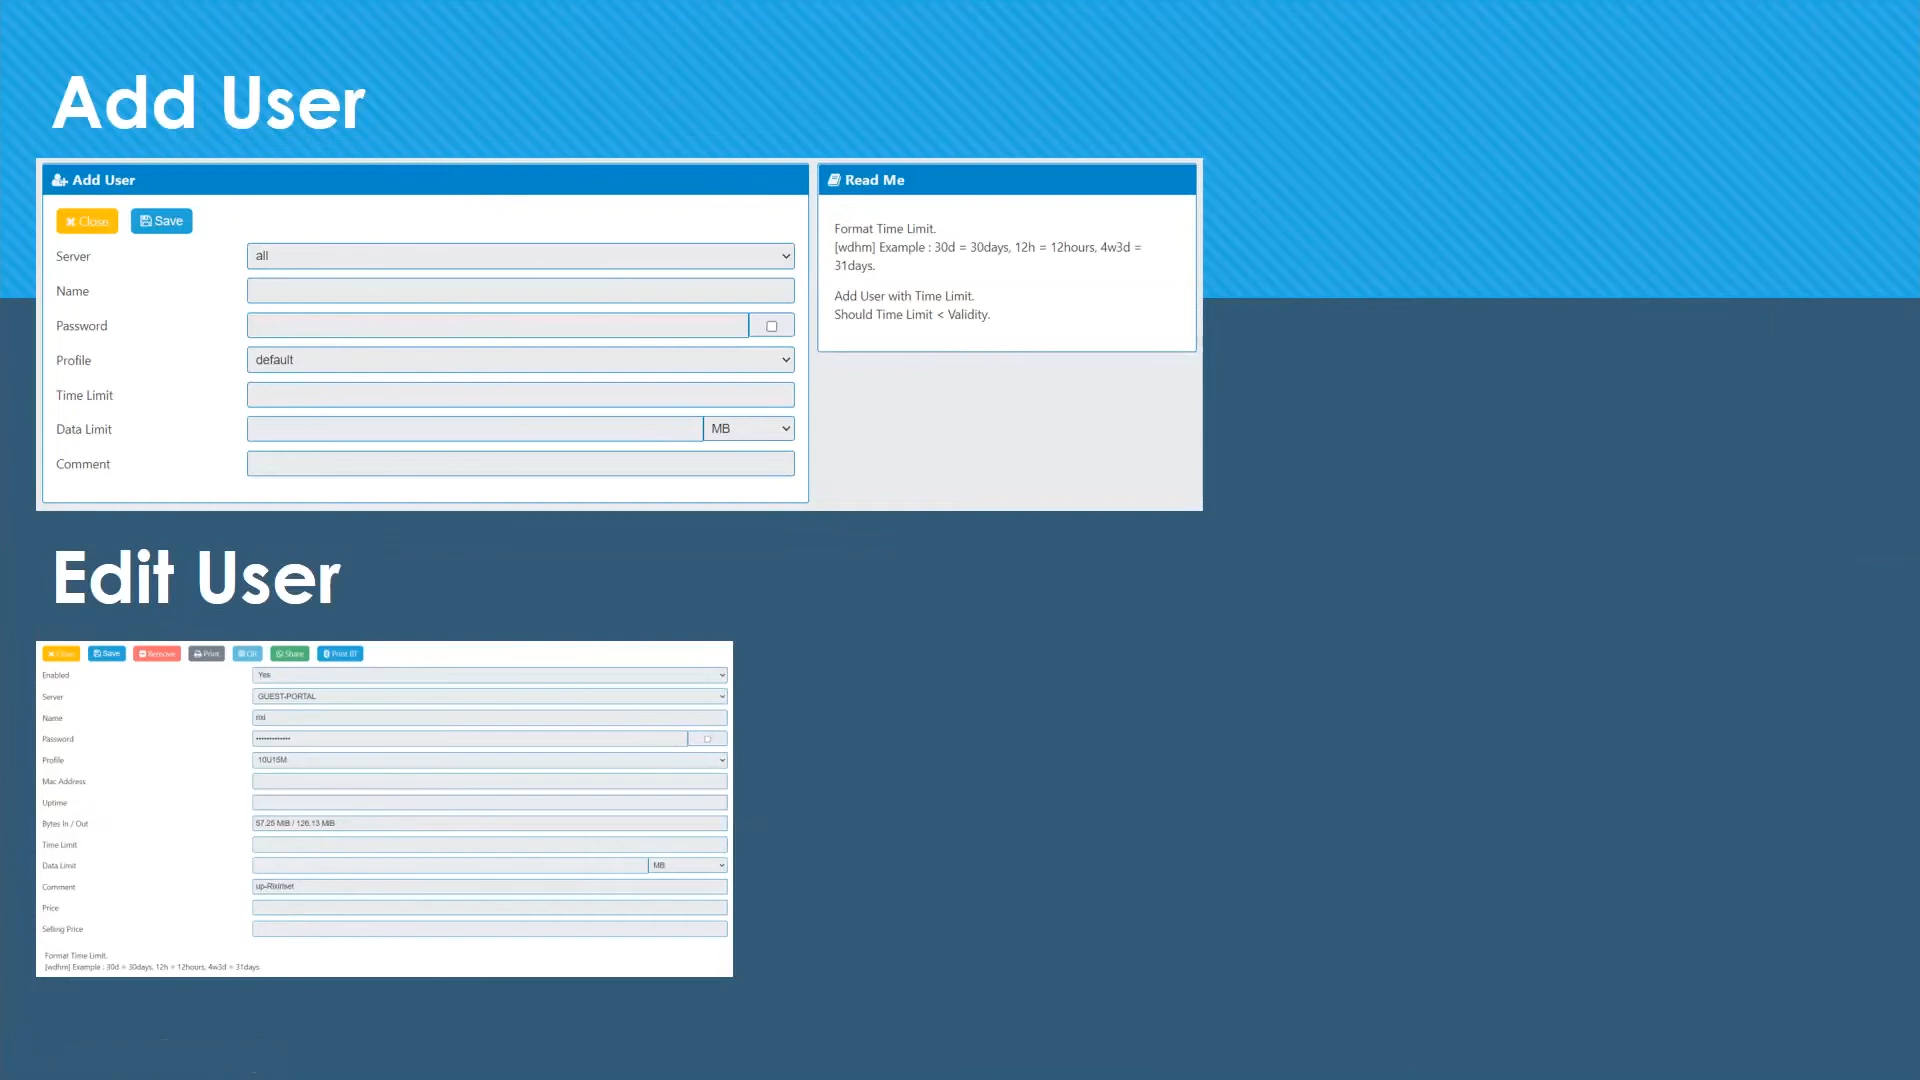 Add User
Add User
Close Save
Server all
Name
Password
Profile default
Time Limit
Data Limit MB
Comment
Read Me
Format Time Limit.
[wdhm] Example : 30d = 30days, 12h = 12hours, 4w3d =
31days.
Add User with Time Limit.
Should Time Limit < Validity.
Edit User
Close Save Remove Print QR Share Print BT
Enabled Yes
Server GUEST-PORTAL
Name rixi
Password •••••••••••••
Profile 10U15M
Mac Address
Uptime
Bytes In / Out 57.25 MiB / 126.13 MiB
Time Limit
Data Limit MB
Comment
Price
Selling Price
Format Time Limit.
[wdhm] Example : 30d = 30days, 12h = 12hours, 4w3d = 31days